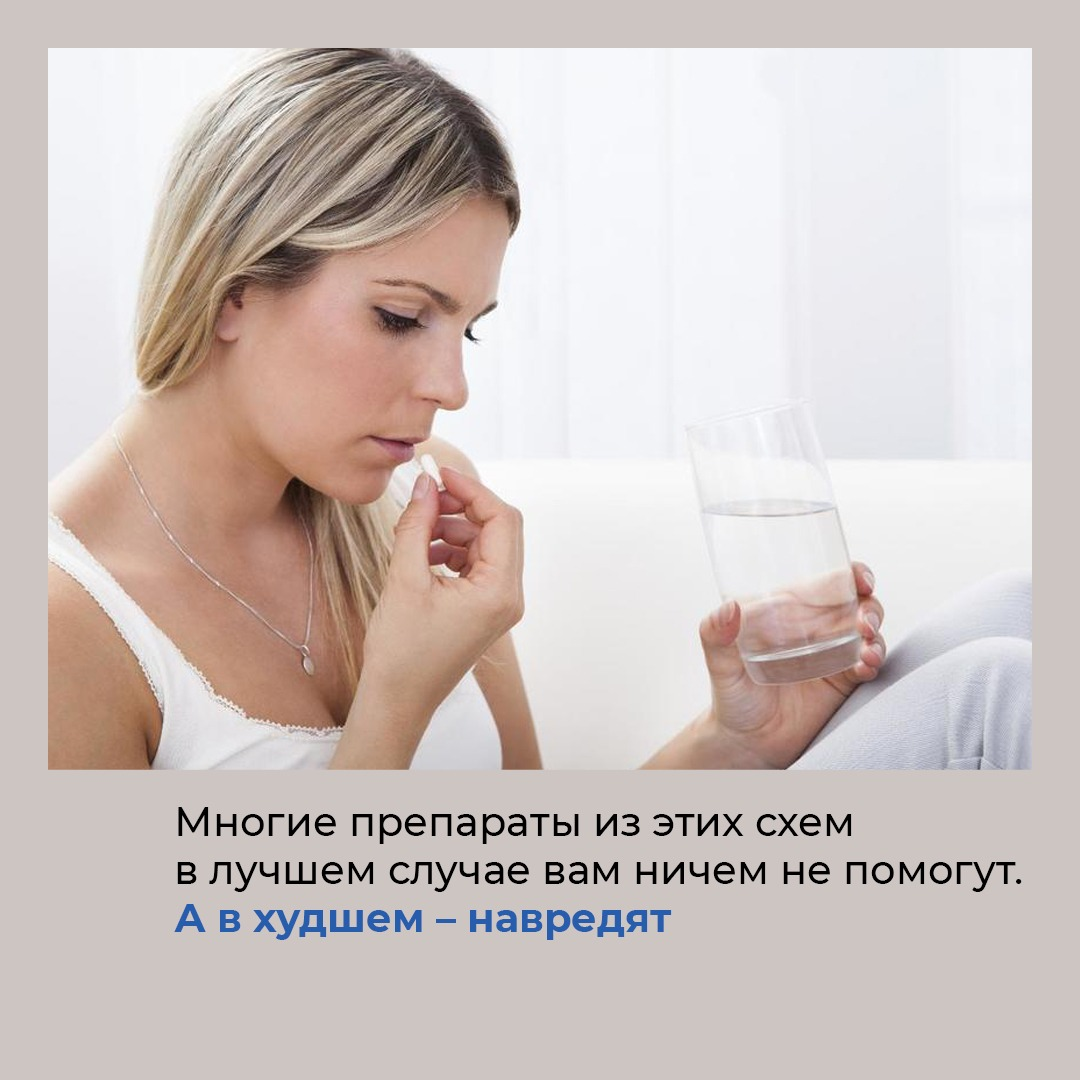 Многие препараты из этих схем
в лучшем случае вам ничем не помогут.
А в худшем – навредят